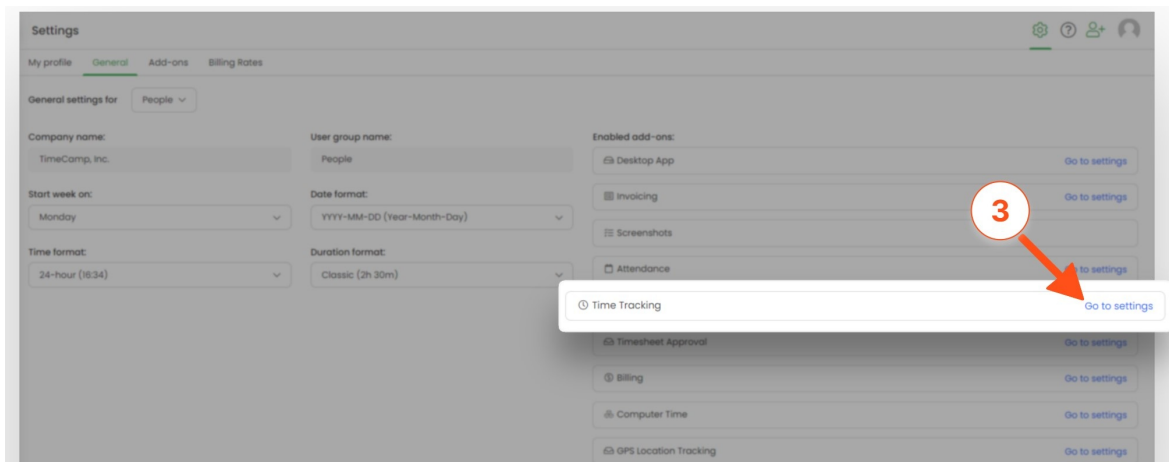 Settings
My profile General Add-ons Billing Rates
General settings for People
Company name:
TimeCamp, Inc.
User group name:
People
Start week on:
Monday
Date format:
YYYY-MM-DD (Year-Month-Day)
Time format:
24-hour (16:34)
Duration format:
Classic (2h 30m)
Enabled add-ons:
Desktop App Go to settings
Invoicing Go to settings
3
Screenshots
Attendance Go to settings
Time Tracking Go to settings
Timesheet Approval Go to settings
Billing Go to settings
Computer Time Go to settings
GPS Location Tracking Go to settings